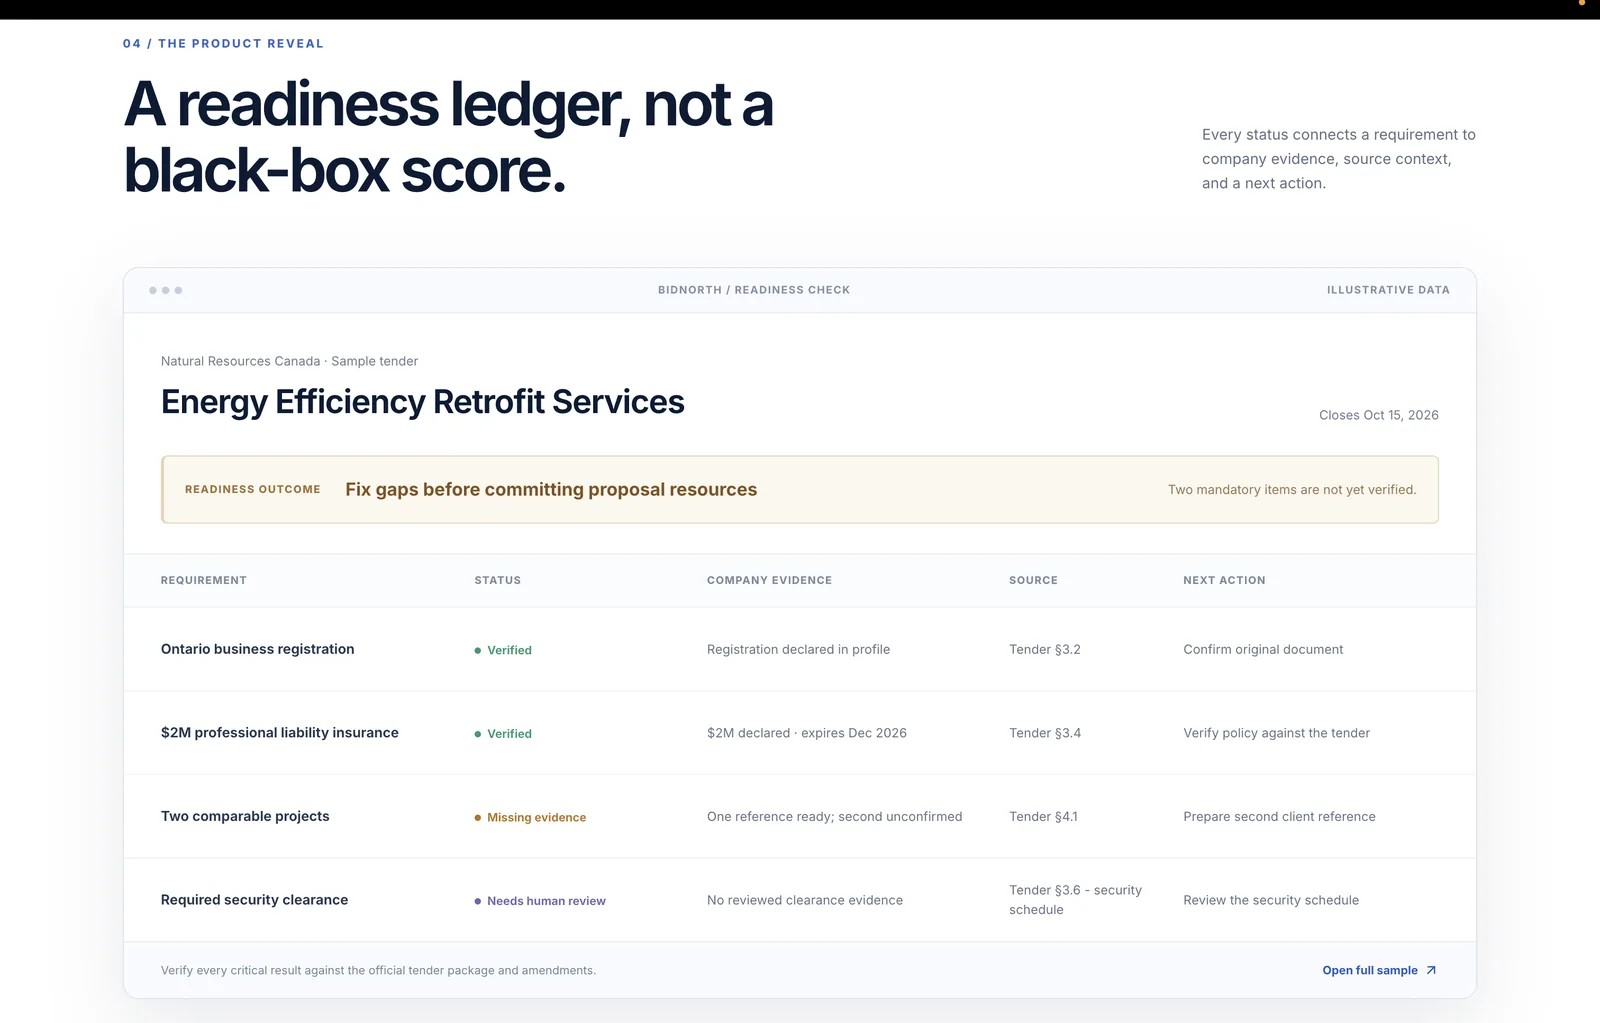 04 / THE PRODUCT REVEAL
A readiness ledger, not a
black-box score.
Every status connects a requirement to
company evidence, source context,
and a next action.
BIDNORTH / READINESS CHECK
ILLUSTRATIVE DATA
Natural Resources Canada · Sample tender
Energy Efficiency Retrofit Services
Closes Oct 15, 2026
READINESS OUTCOME
Fix gaps before committing proposal resources
Two mandatory items are not yet verified.
REQUIREMENT
STATUS
COMPANY EVIDENCE
SOURCE
NEXT ACTION
Ontario business registration
Verified
Registration declared in profile
Tender §3.2
Confirm original document
$2M professional liability insurance
Verified
$2M declared · expires Dec 2026
Tender §3.4
Verify policy against the tender
Two comparable projects
Missing evidence
One reference ready; second unconfirmed
Tender §4.1
Prepare second client reference
Required security clearance
Needs human review
No reviewed clearance evidence
Tender §3.6 - security
schedule
Review the security schedule
Verify every critical result against the official tender package and amendments.
Open full sample